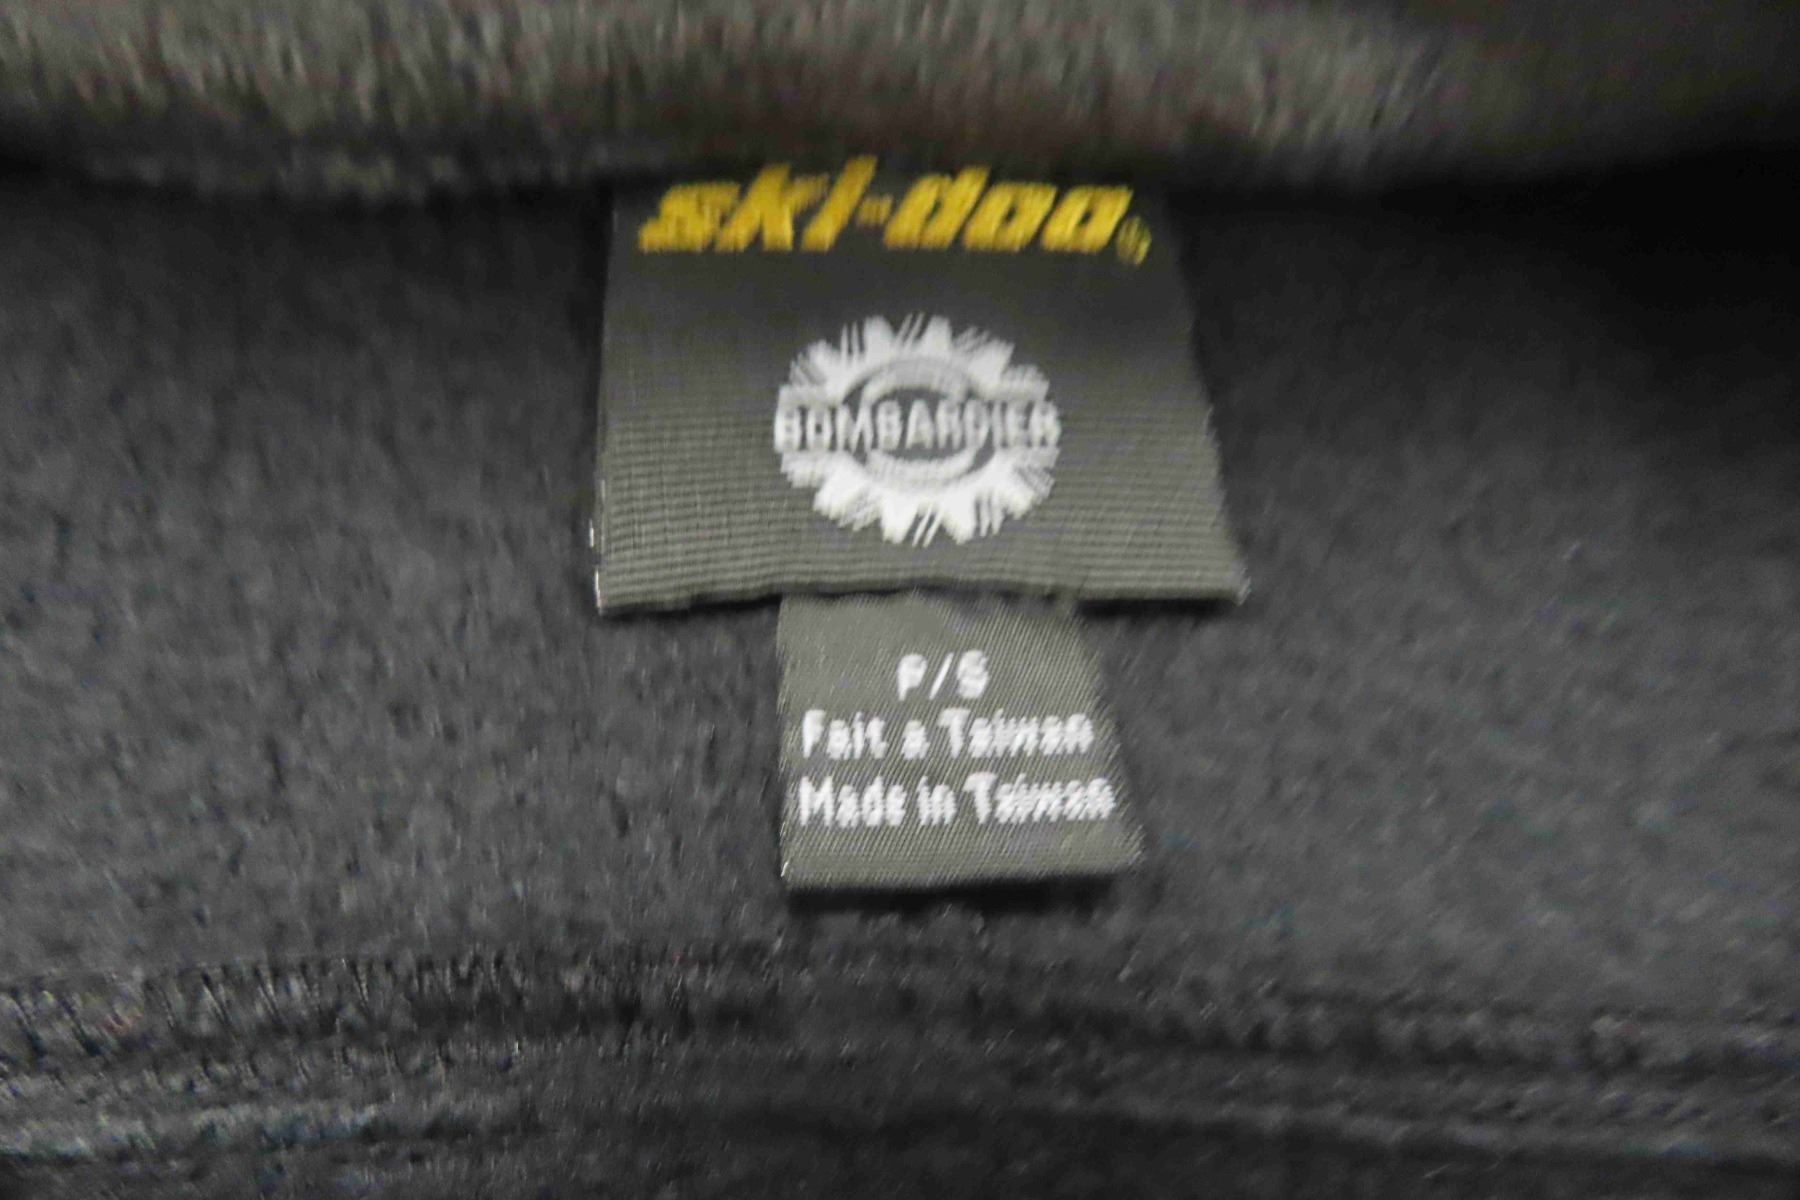 ski-doo
BOMBARDIER
P/S
Fait a Taiwan
Made in Taiwan